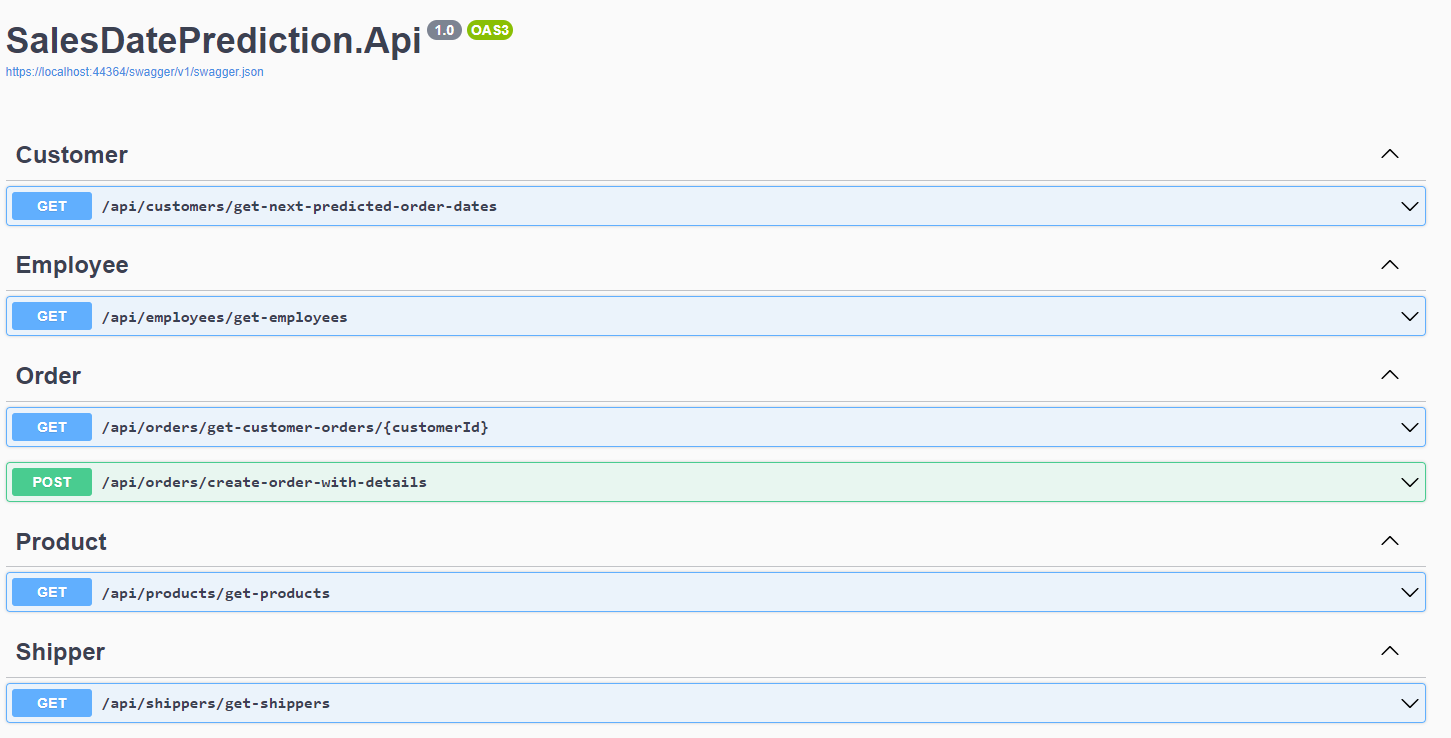 SalesDatePrediction.Api 1.0 OAS3
https://localhost:44364/swagger/v1/swagger.json
Customer
GET /api/customers/get-next-predicted-order-dates
Employee
GET /api/employees/get-employees
Order
GET /api/orders/get-customer-orders/{customerId}
POST /api/orders/create-order-with-details
Product
GET /api/products/get-products
Shipper
GET /api/shippers/get-shippers